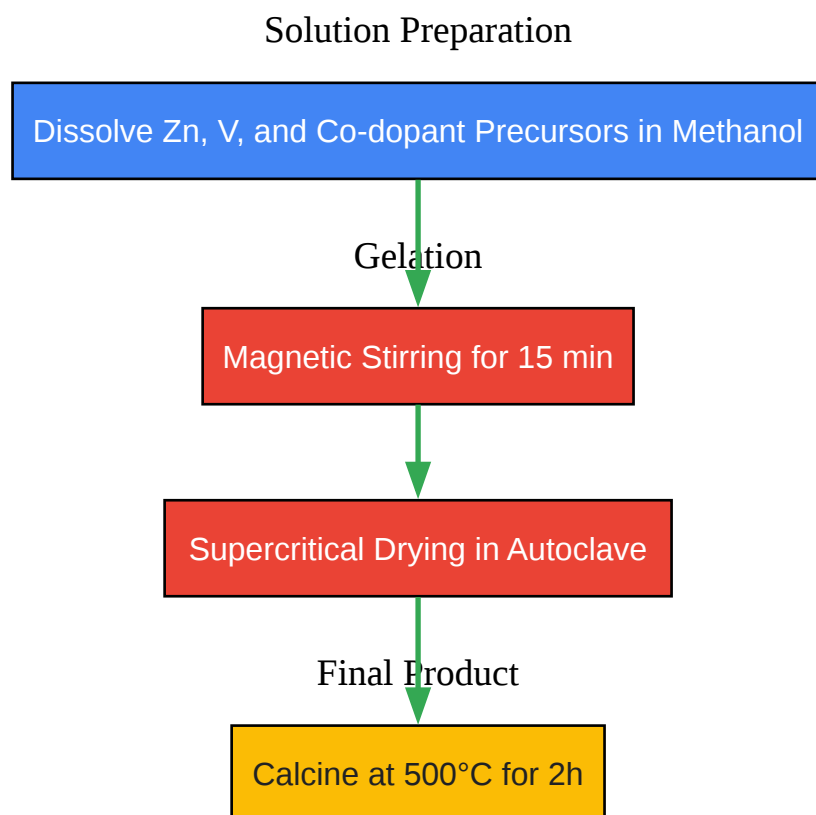 Solution Preparation
Dissolve Zn, V, and Co-dopant Precursors in Methanol
Gelation
Magnetic Stirring for 15 min
Supercritical Drying in Autoclave
Final Product
Calcine at 500°C for 2h